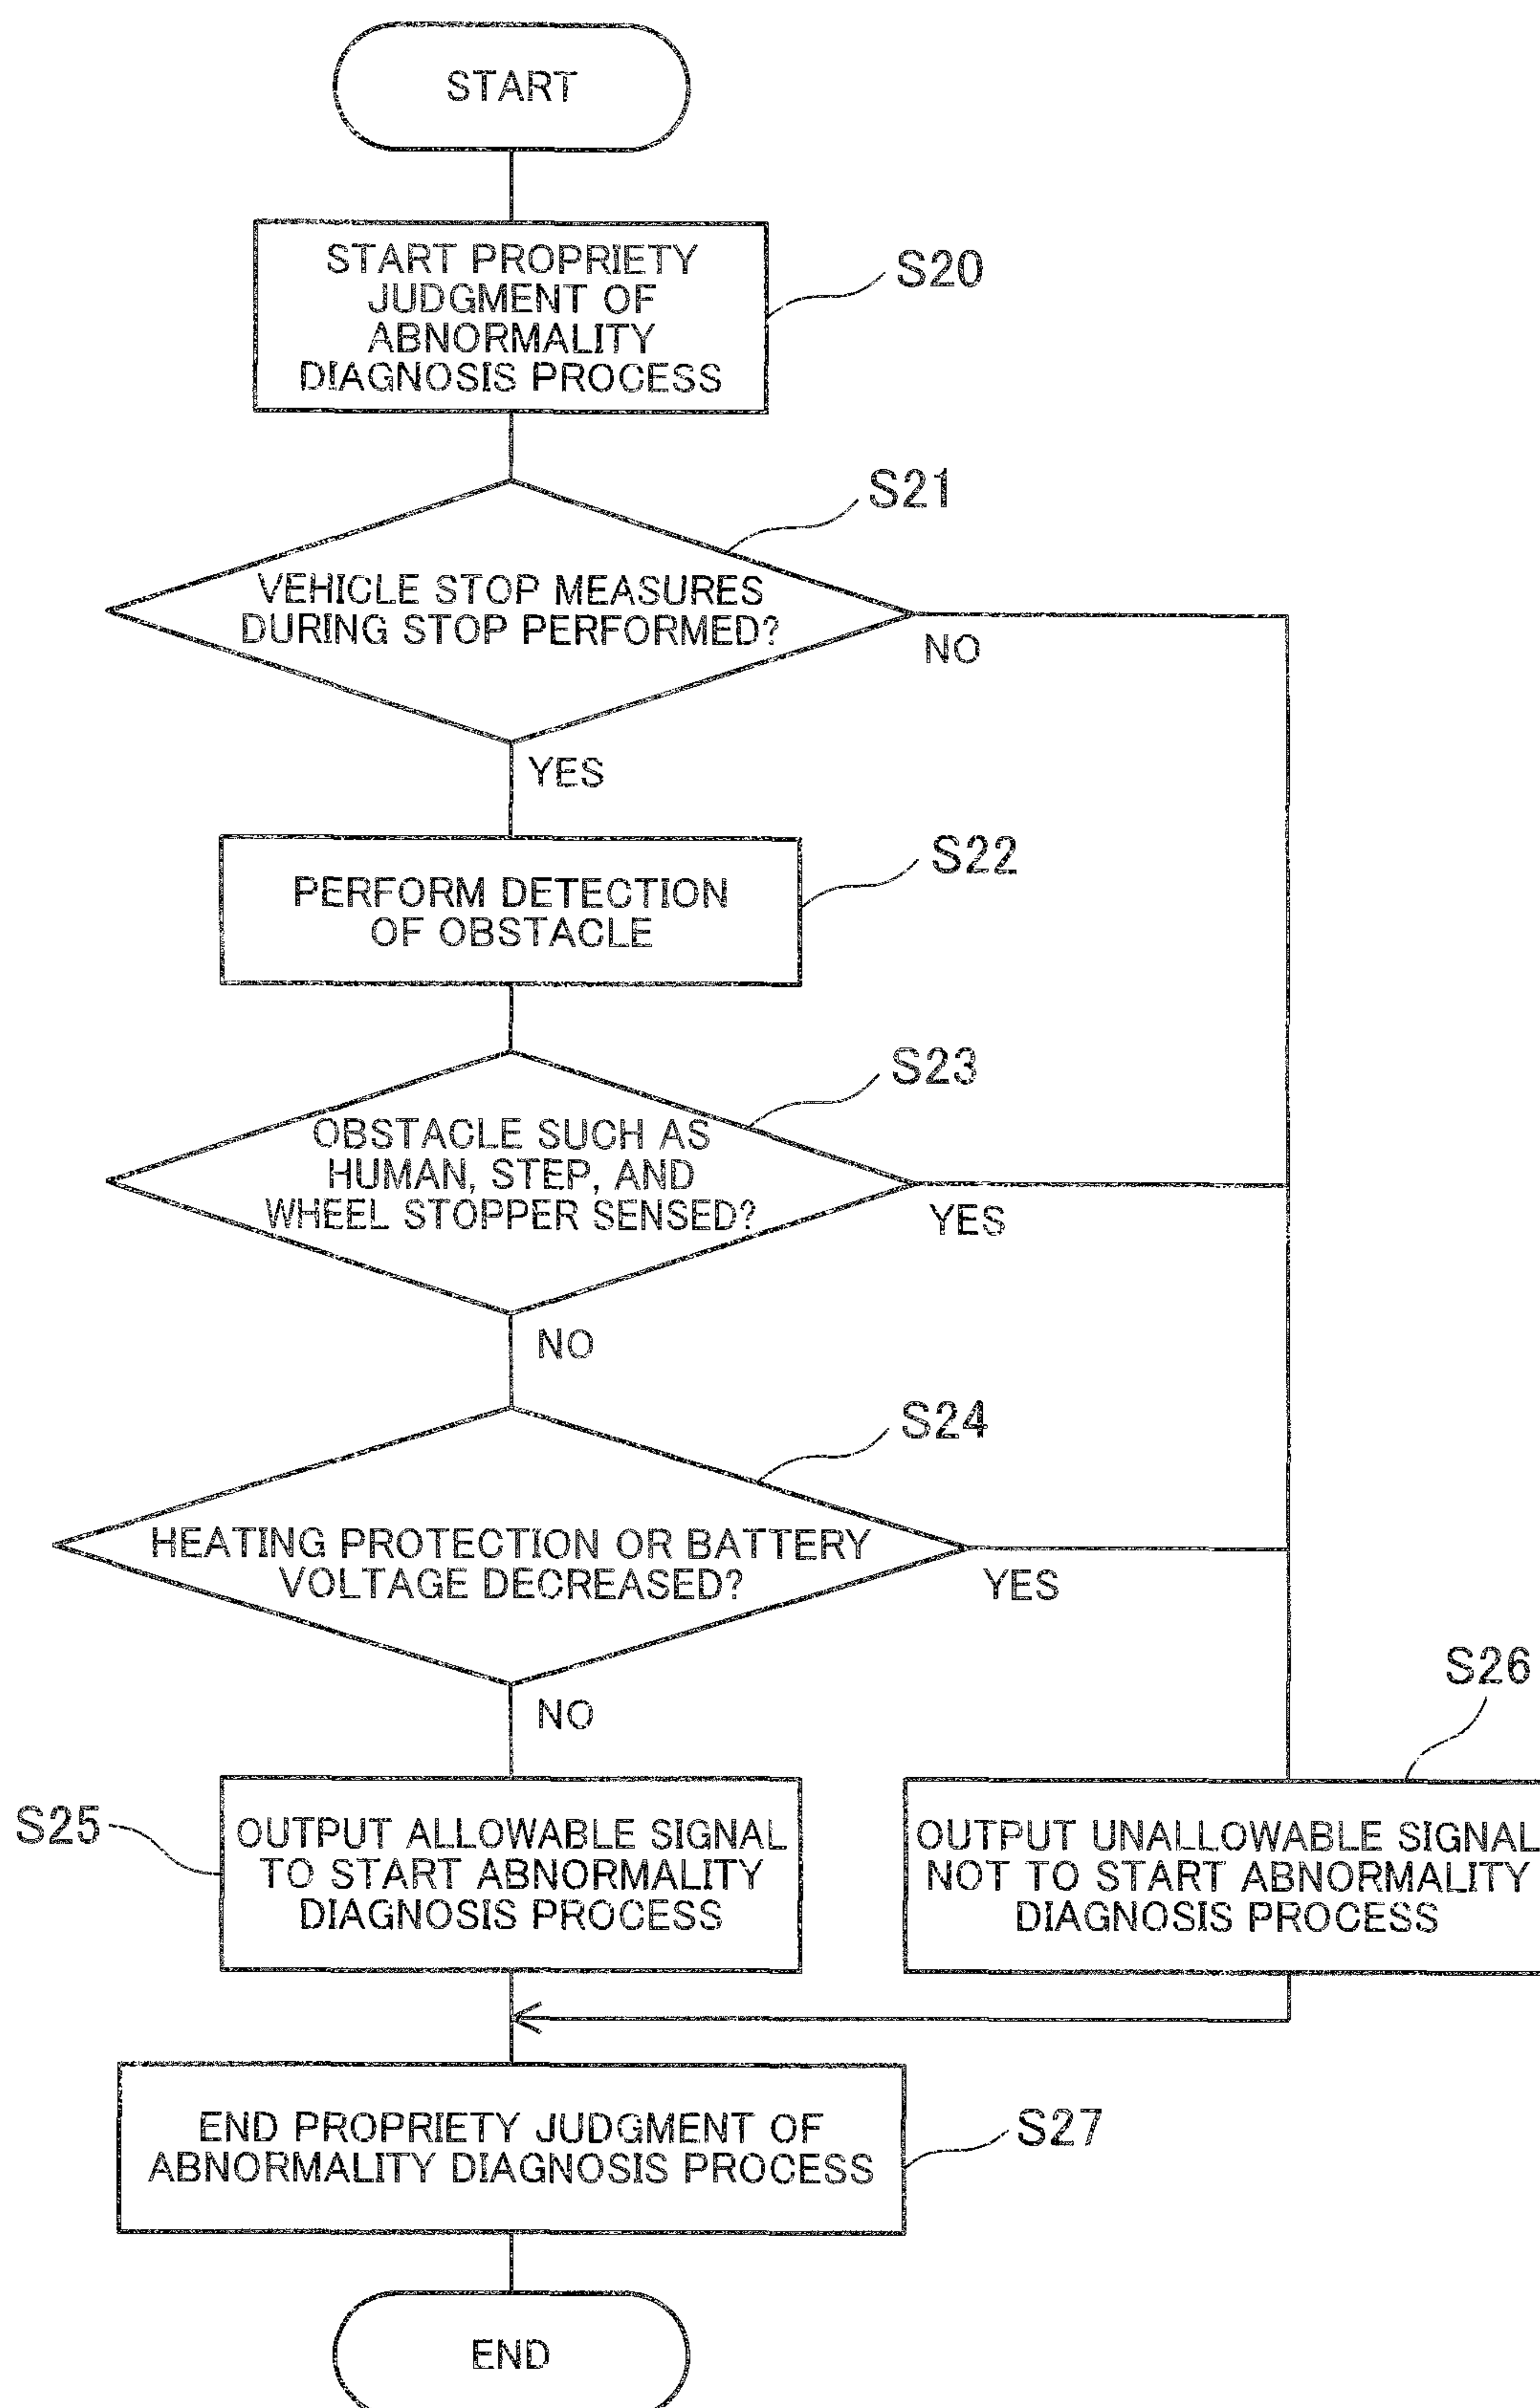 START
START PROPRIETY
JUDGMENT OF
ABNORMALITY
DIAGNOSIS PROCESS
S20
S21
VEHICLE STOP MEASURES
DURING STOP PERFORMED?
NO
YES
S22
PERFORM DETECTION
OF OBSTACLE
S23
OBSTACLE SUCH AS
HUMAN, STEP, AND
WHEEL STOPPER SENSED?
YES
NO
S24
HEATING PROTECTION OR BATTERY
VOLTAGE DECREASED?
YES
NO
S25
OUTPUT ALLOWABLE SIGNAL
TO START ABNORMALITY
DIAGNOSIS PROCESS
S26
OUTPUT UNALLOWABLE SIGNAL
NOT TO START ABNORMALITY
DIAGNOSIS PROCESS
END PROPRIETY JUDGMENT OF
ABNORMALITY DIAGNOSIS PROCESS
S27
END